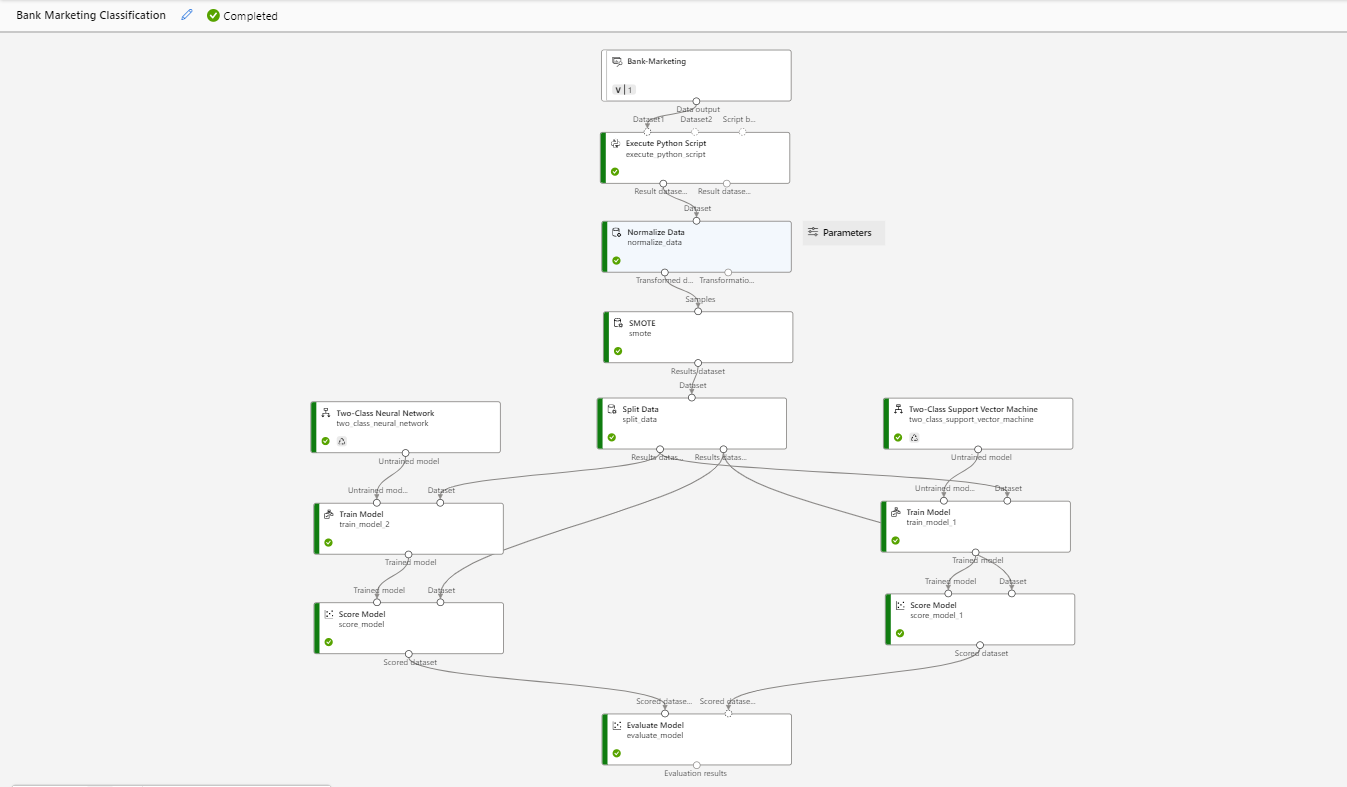 Bank Marketing Classification
Completed
Bank-Marketing
v | 1
Data output
Dataset1 Dataset2 Script b...
Execute Python Script
execute_python_script
Result datase... Result datase...
Dataset
Normalize Data
normalize_data
Parameters
Transformed d... Transformatio...
Samples
SMOTE
smote
Results dataset
Dataset
Two-Class Neural Network
two_class_neural_network
Untrained model
Split Data
split_data
Results datas... Results datas...
Two-Class Support Vector Machine
two_class_support_vector_machine
Untrained model
Untrained mod... Dataset
Train Model
train_model_2
Trained model
Untrained mod... Dataset
Train Model
train_model_1
Trained model
Trained model Dataset
Score Model
score_model
Scored dataset
Trained model Dataset
Score Model
score_model_1
Scored dataset
Scored datase... Scored datase...
Evaluate Model
evaluate_model
Evaluation results